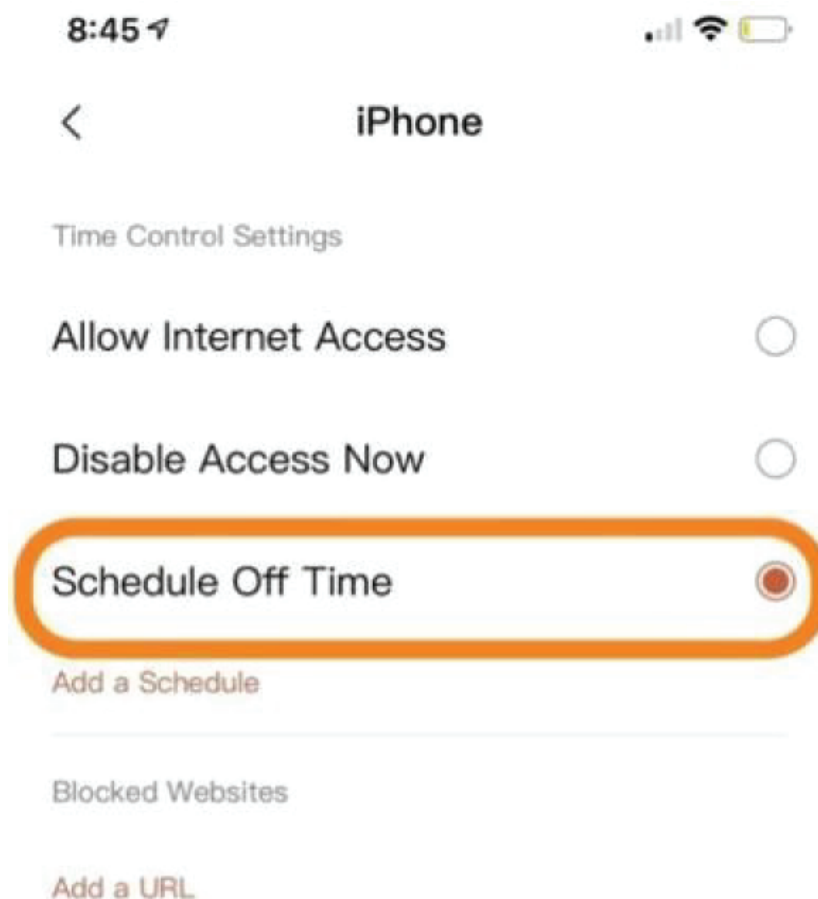 8:45
iPhone
Time Control Settings
Allow Internet Access
Disable Access Now
Schedule Off Time
Add a Schedule
Blocked Websites
Add a URL